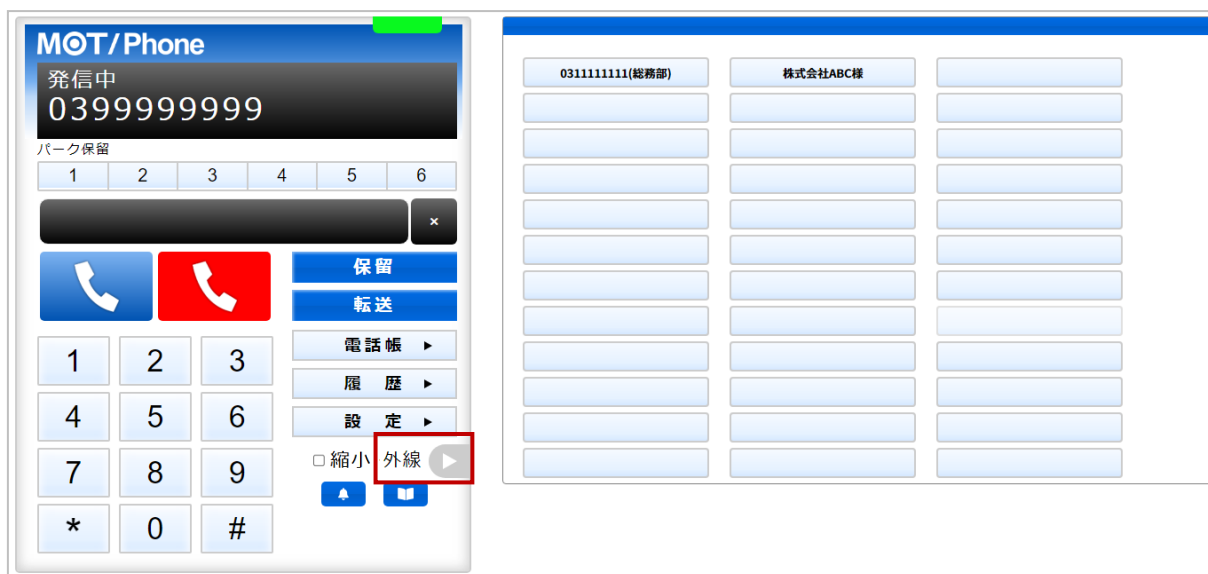 MOT/Phone
発信中
0399999999
パーク保留
1 2 3 4 5 6
×
保留
転送
電話帳 ▶
履 歴 ▶
設 定 ▶
縮小 外線
1 2 3
4 5 6
7 8 9
* 0 #
0311111111(総務部) 株式会社ABC様